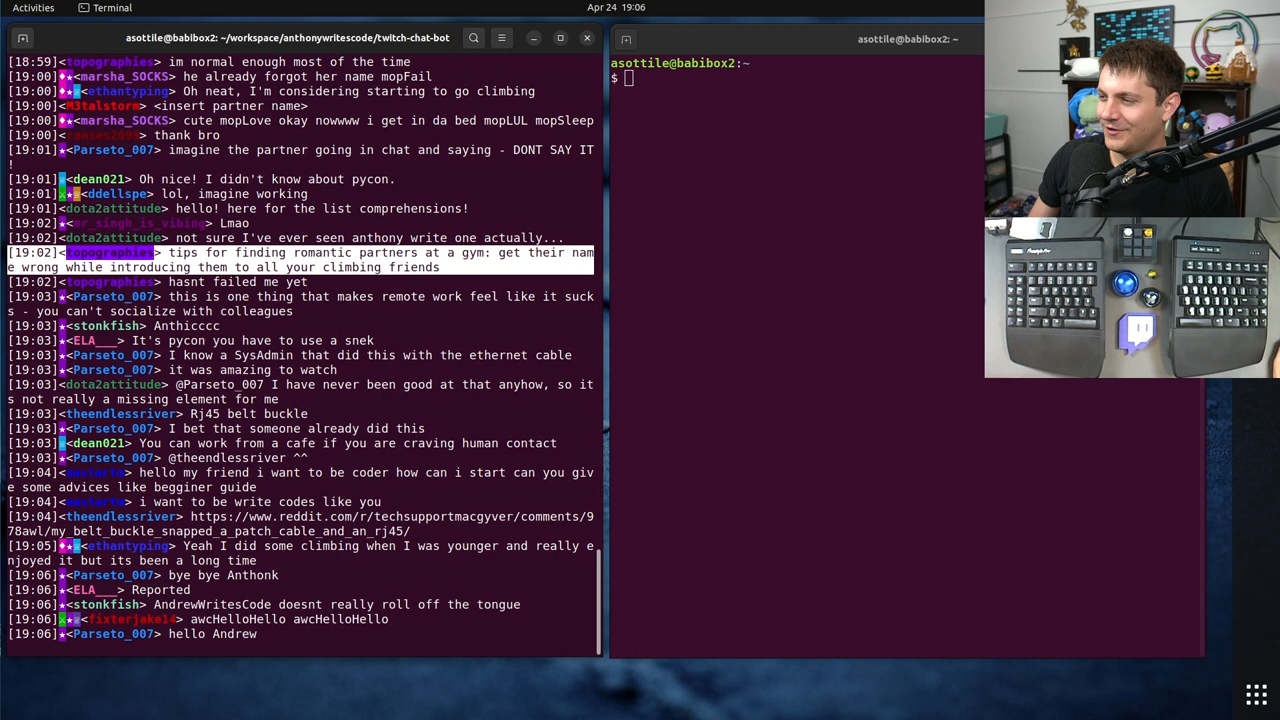 Activities
Terminal
Apr 24 19:06
asottile@babibox2: ~/workspace/anthonywritescode/twitch-chat-bot
asottile@babibox2: ~
[18:59]<topographies> im normal enough most of the time
[19:00]♦★<marsha_SOCKS> he already forgot her name mopFail
[19:00]♦★<ethantyping> Oh neat, I'm considering starting to go climbing
[19:00]<M3talstorm> <insert partner name>
[19:00]♦★<marsha_SOCKS> cute mopLove okay nowwww i get in da bed mopLUL mopSleep
[19:00]<ramses2099> thank bro
[19:01]★<Parseto_007> imagine the partner going in chat and saying - DONT SAY IT
!
[19:01]<dean021> Oh nice! I didn't know about pycon.
[19:01]★<ddellspe> lol, imagine working
[19:01]<dota2attitude> hello! here for the list comprehensions!
[19:02]★<mr_singh_is_vibing> Lmao
[19:02]<dota2attitude> not sure I've ever seen anthony write one actually...
[19:02]<topographies> tips for finding romantic partners at a gym: get their nam
e wrong while introducing them to all your climbing friends
[19:02]<topographies> hasnt failed me yet
[19:03]★<Parseto_007> this is one thing that makes remote work feel like it suck
s - you can't socialize with colleagues
[19:03]★<stonkfish> Anthicccc
[19:03]★<ELA___> It's pycon you have to use a snek
[19:03]★<Parseto_007> I know a SysAdmin that did this with the ethernet cable
[19:03]★<Parseto_007> it was amazing to watch
[19:03]<dota2attitude> @Parseto_007 I have never been good at that anyhow, so it
s not really a missing element for me
[19:03]<theendlessriver> Rj45 belt buckle
[19:03]★<Parseto_007> I bet that someone already did this
[19:03]<dean021> You can work from a cafe if you are craving human contact
[19:03]★<Parseto_007> @theendlessriver ^^
[19:04] hello my friend i want to be coder how can i start can you giv
e some advices like begginer guide
[19:04] i want to be write codes like you
[19:04]<theendlessriver> https://www.reddit.com/r/techsupportmacgyver/comments/9
78awl/my_belt_buckle_snapped_a_patch_cable_and_an_rj45/
[19:05]♦★<ethantyping> Yeah I did some climbing when I was younger and really e
njoyed it but its been a long time
[19:06]★<Parseto_007> bye bye Anthonk
[19:06]★<ELA___> Reported
[19:06]★<stonkfish> AndrewWritesCode doesnt really roll off the tongue
[19:06]★<fixterjake14> awcHelloHello awcHelloHello
[19:06]★<Parseto_007> hello Andrew
asottile@babibox2:~
$